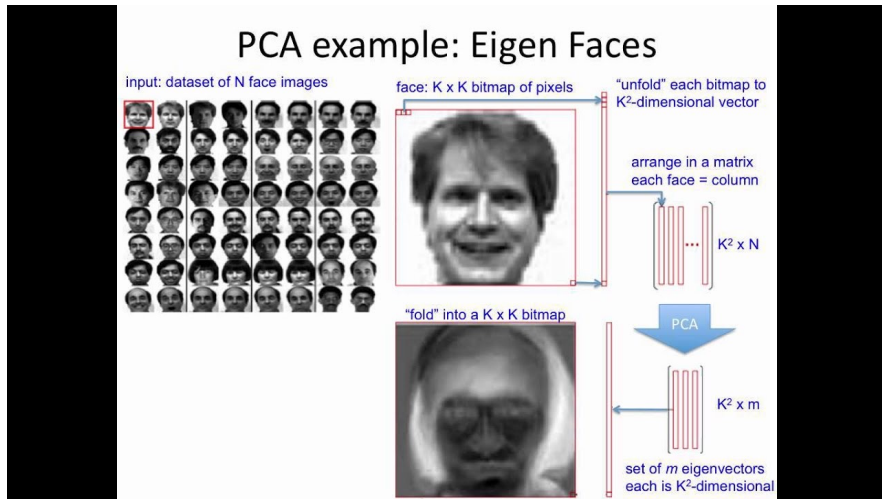 PCA example: Eigen Faces
input: dataset of N face images
face: K x K bitmap of pixels
“unfold” each bitmap to
K²-dimensional vector
arrange in a matrix
each face = column
K² x N
PCA
“fold” into a K x K bitmap
K² x m
set of m eigenvectors
each is K²-dimensional